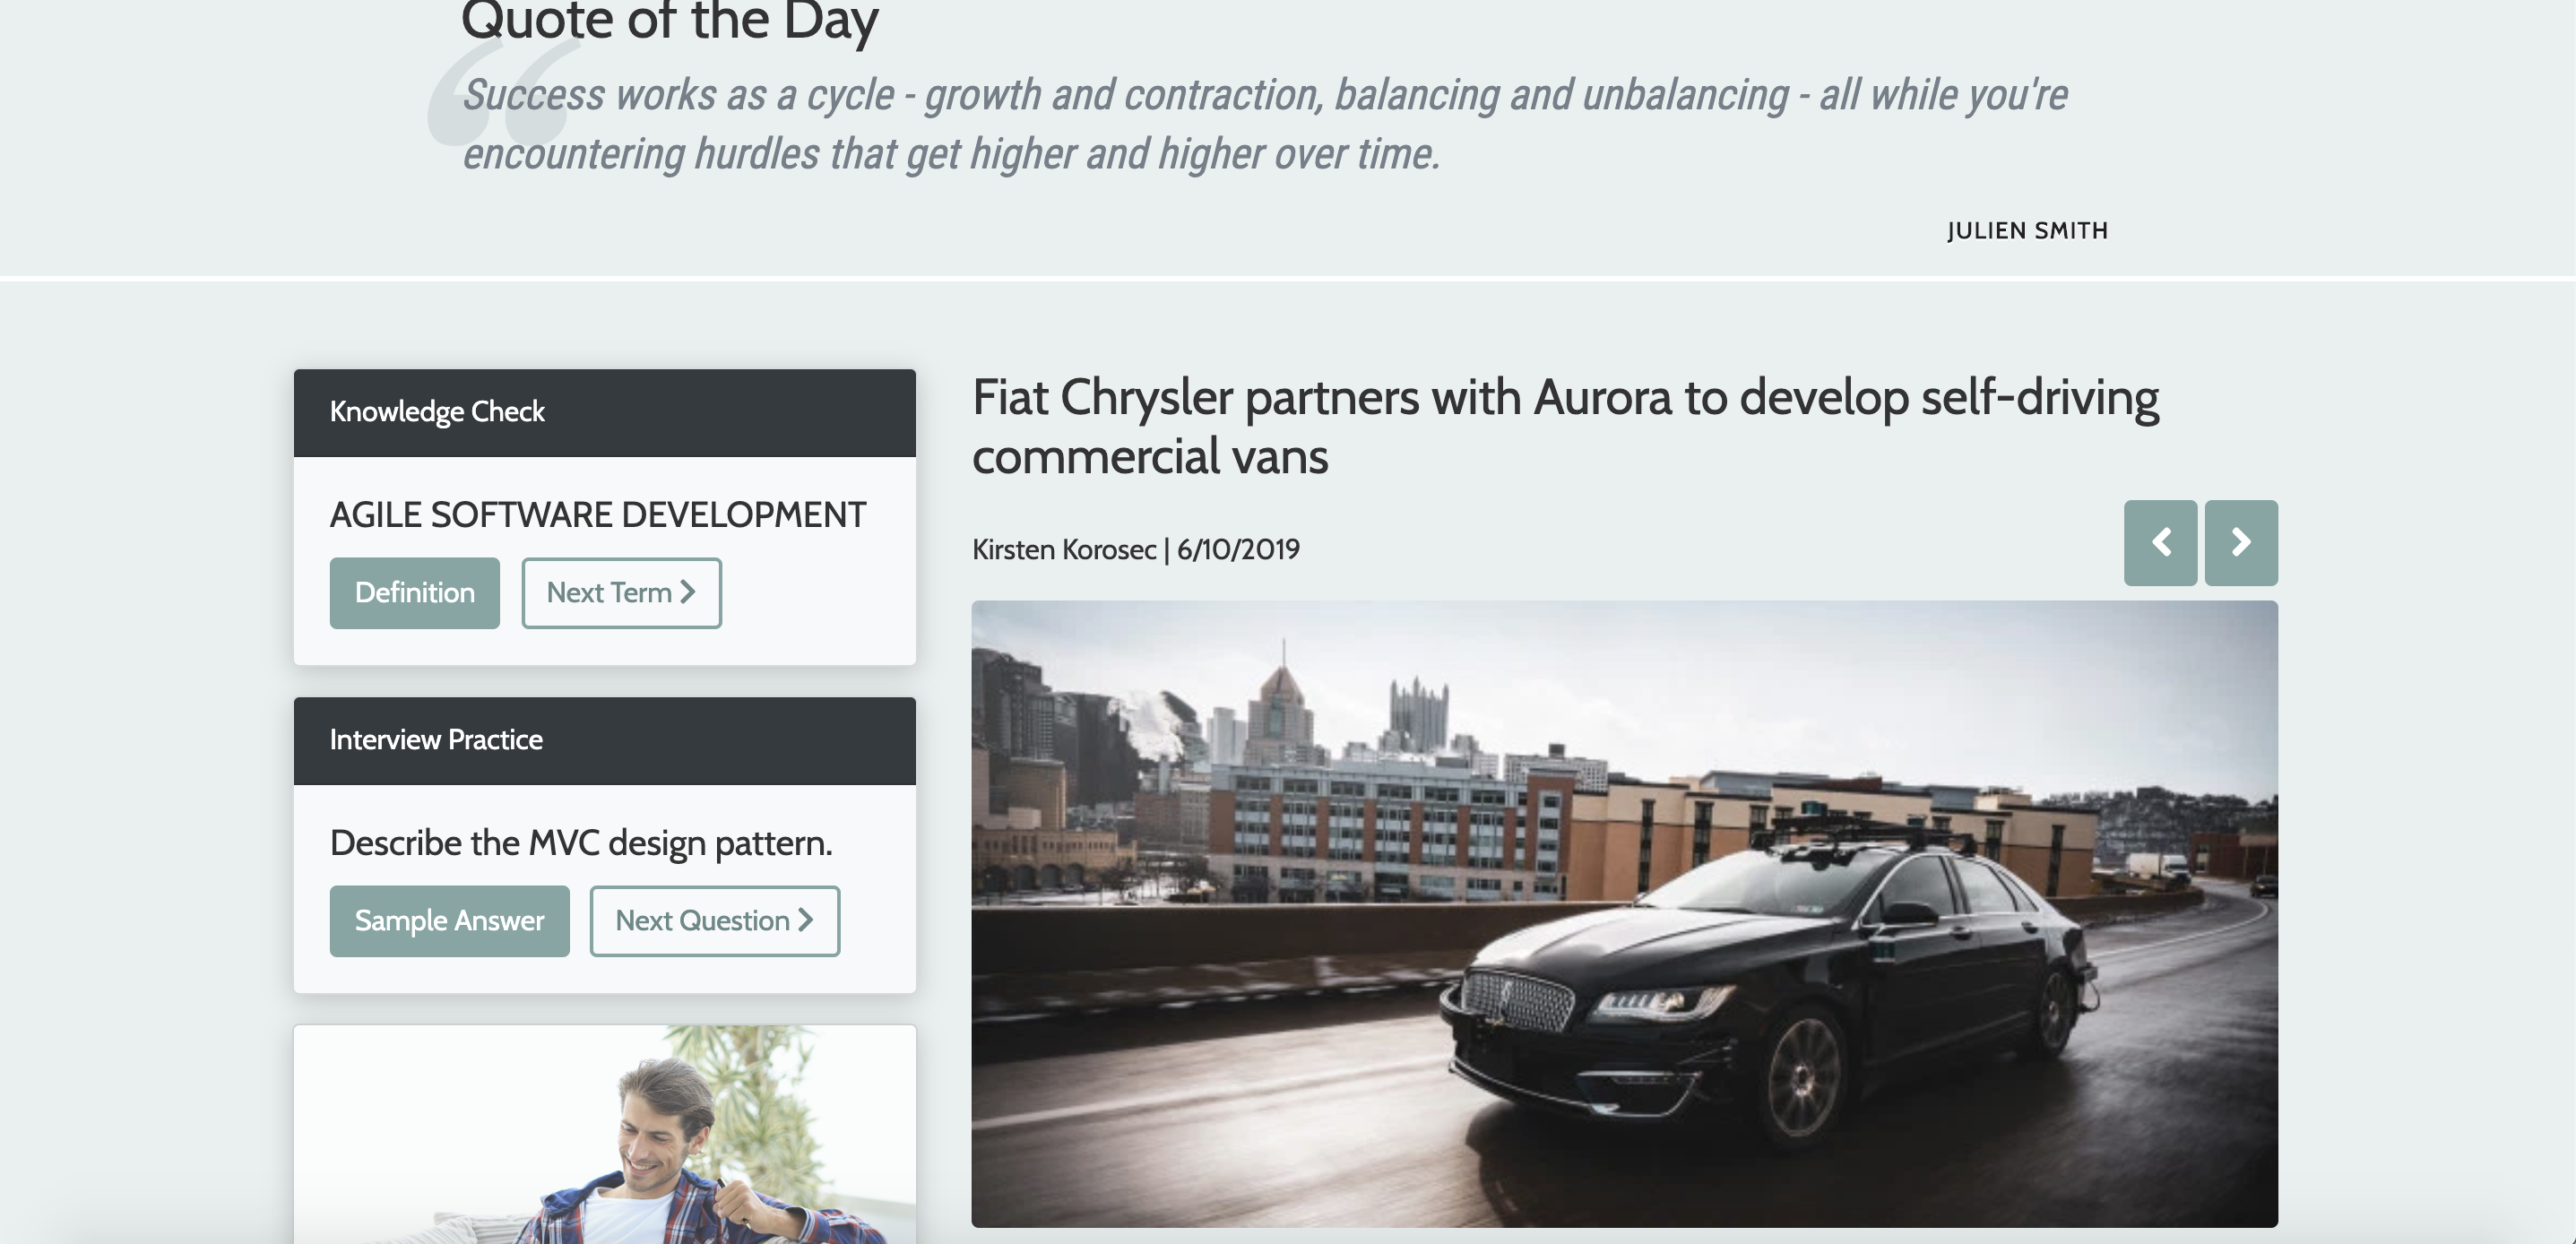 Quote of the Day
Success works as a cycle - growth and contraction, balancing and unbalancing - all while you're
encountering hurdles that get higher and higher over time.
JULIEN SMITH
Knowledge Check
AGILE SOFTWARE DEVELOPMENT
Definition
Next Term
Interview Practice
Describe the MVC design pattern.
Sample Answer
Next Question
Fiat Chrysler partners with Aurora to develop self-driving
commercial vans
Kirsten Korosec | 6/10/2019